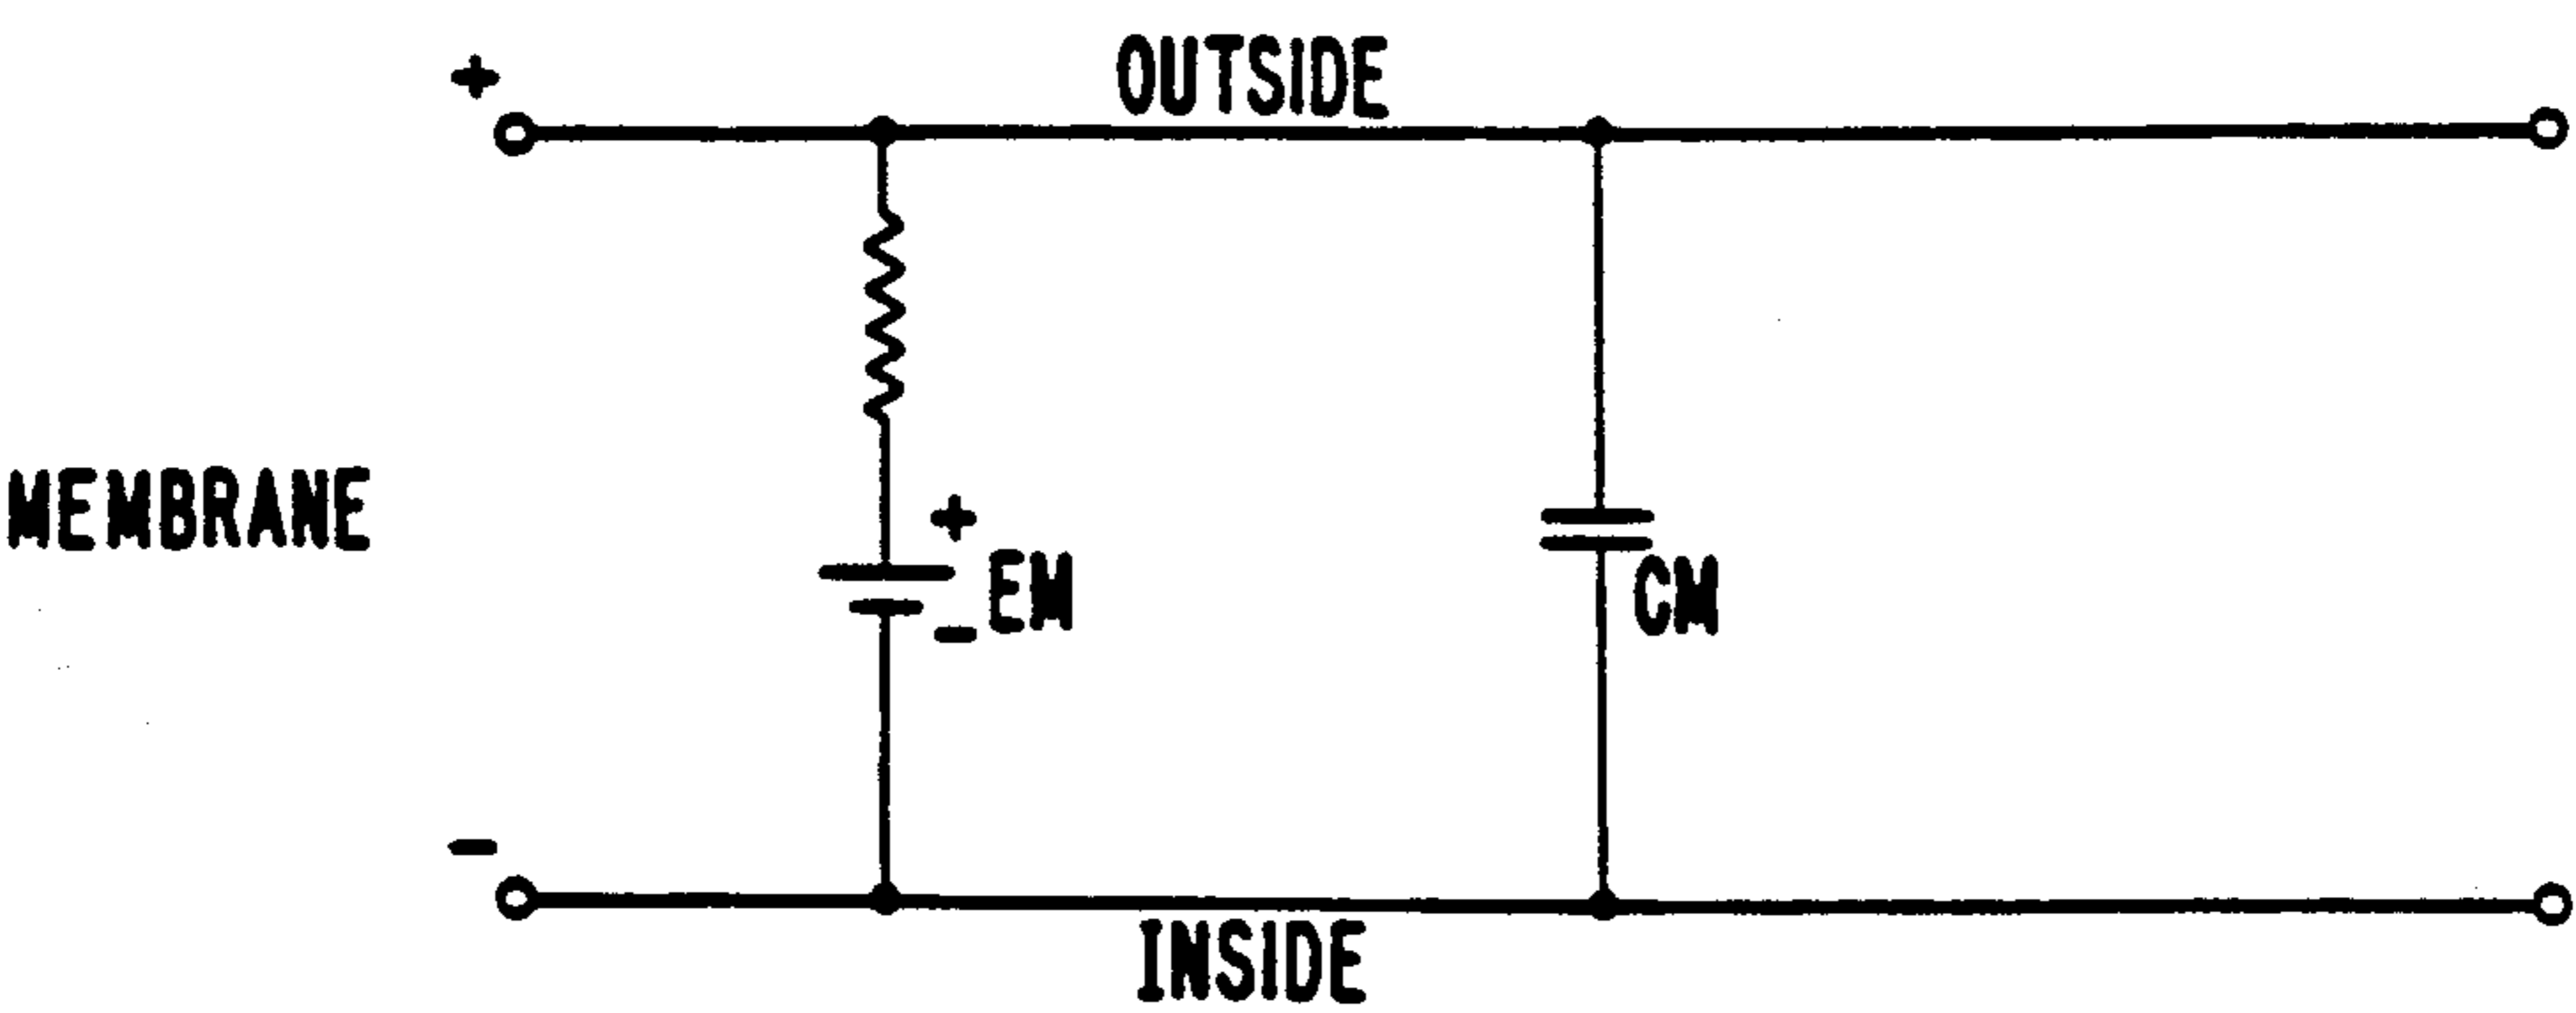 +
OUTSIDE
MEMBRANE
+
EM
-
CM
-
INSIDE